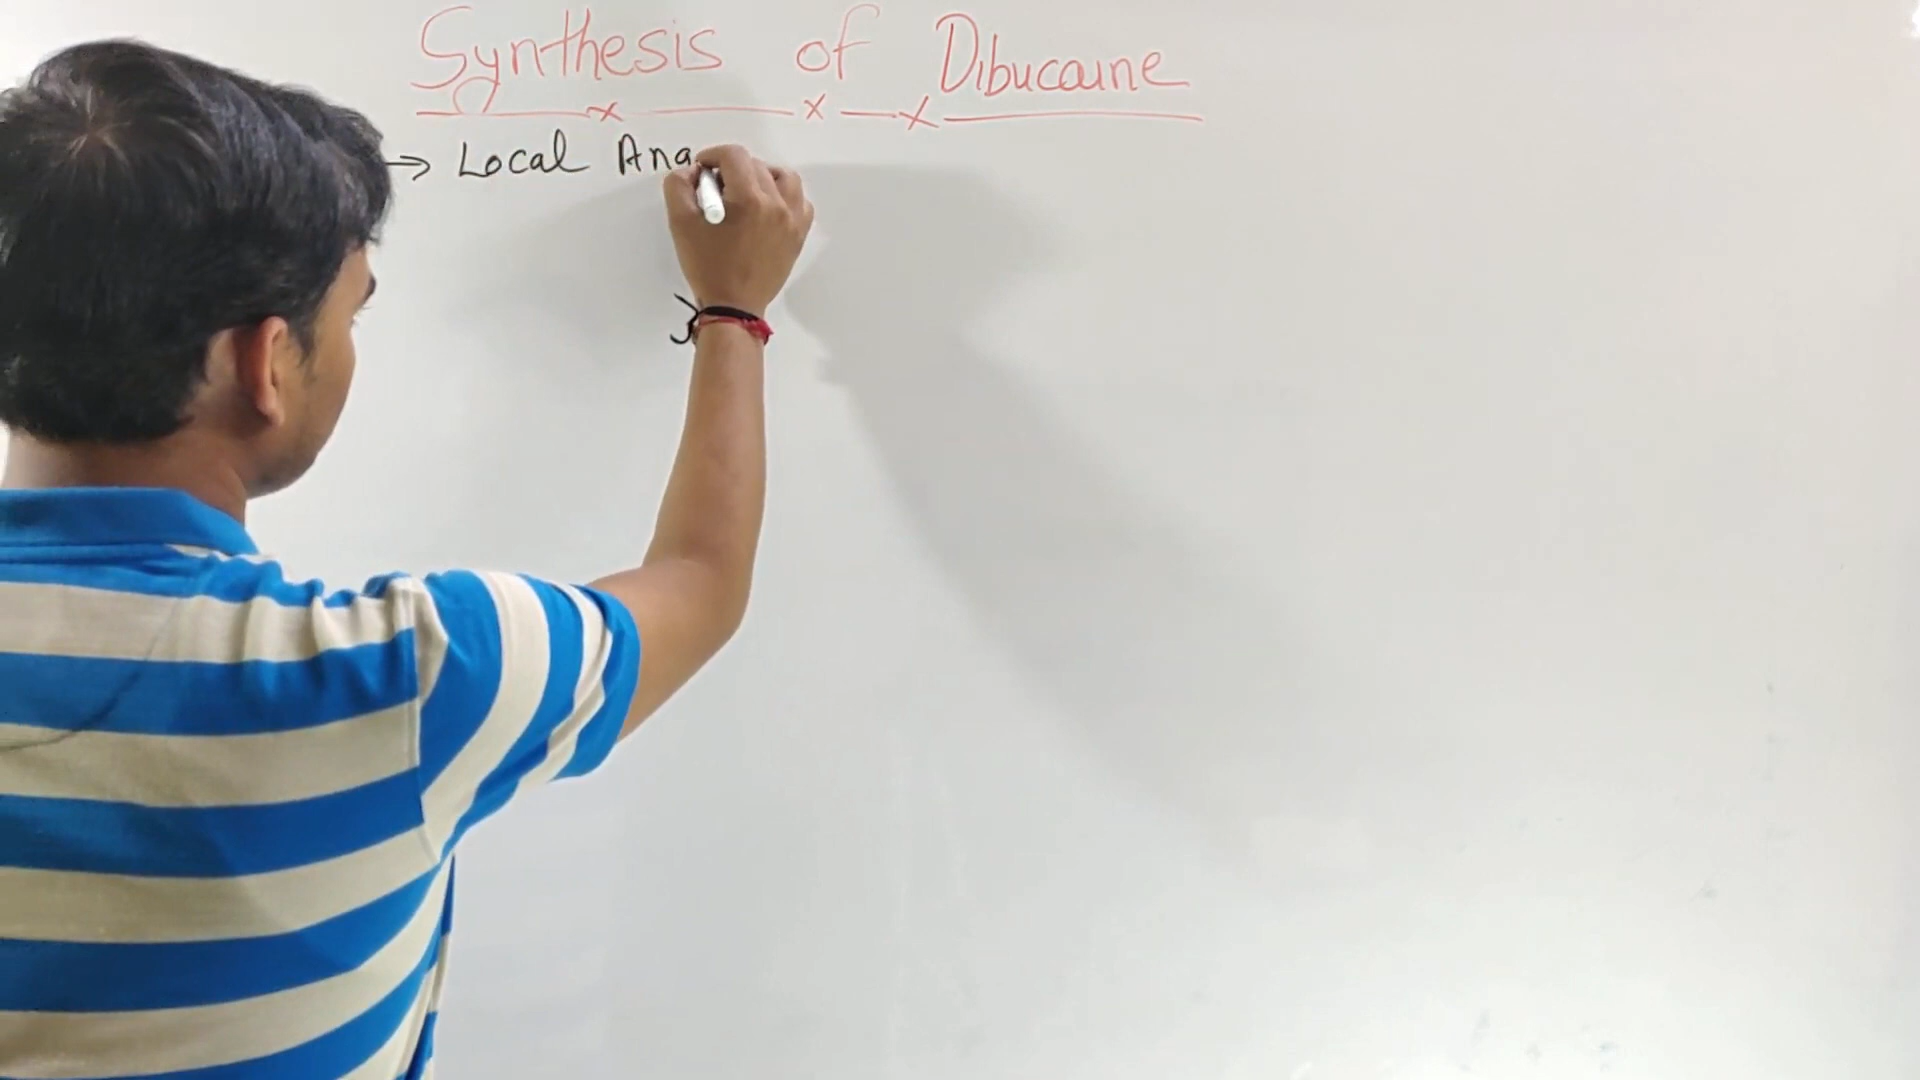 Synthesis of Dibucaine
→ Local Ana